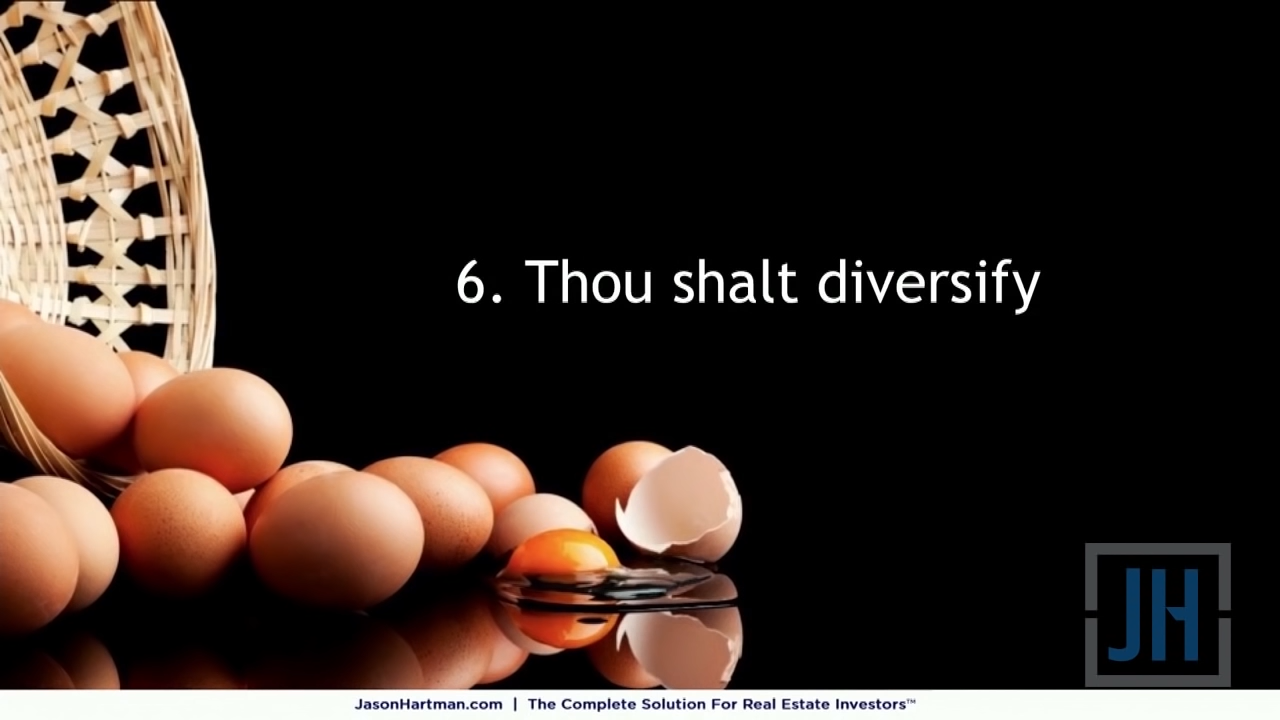 6. Thou shalt diversify
JH
JasonHartman.com | The Complete Solution For Real Estate Investors™